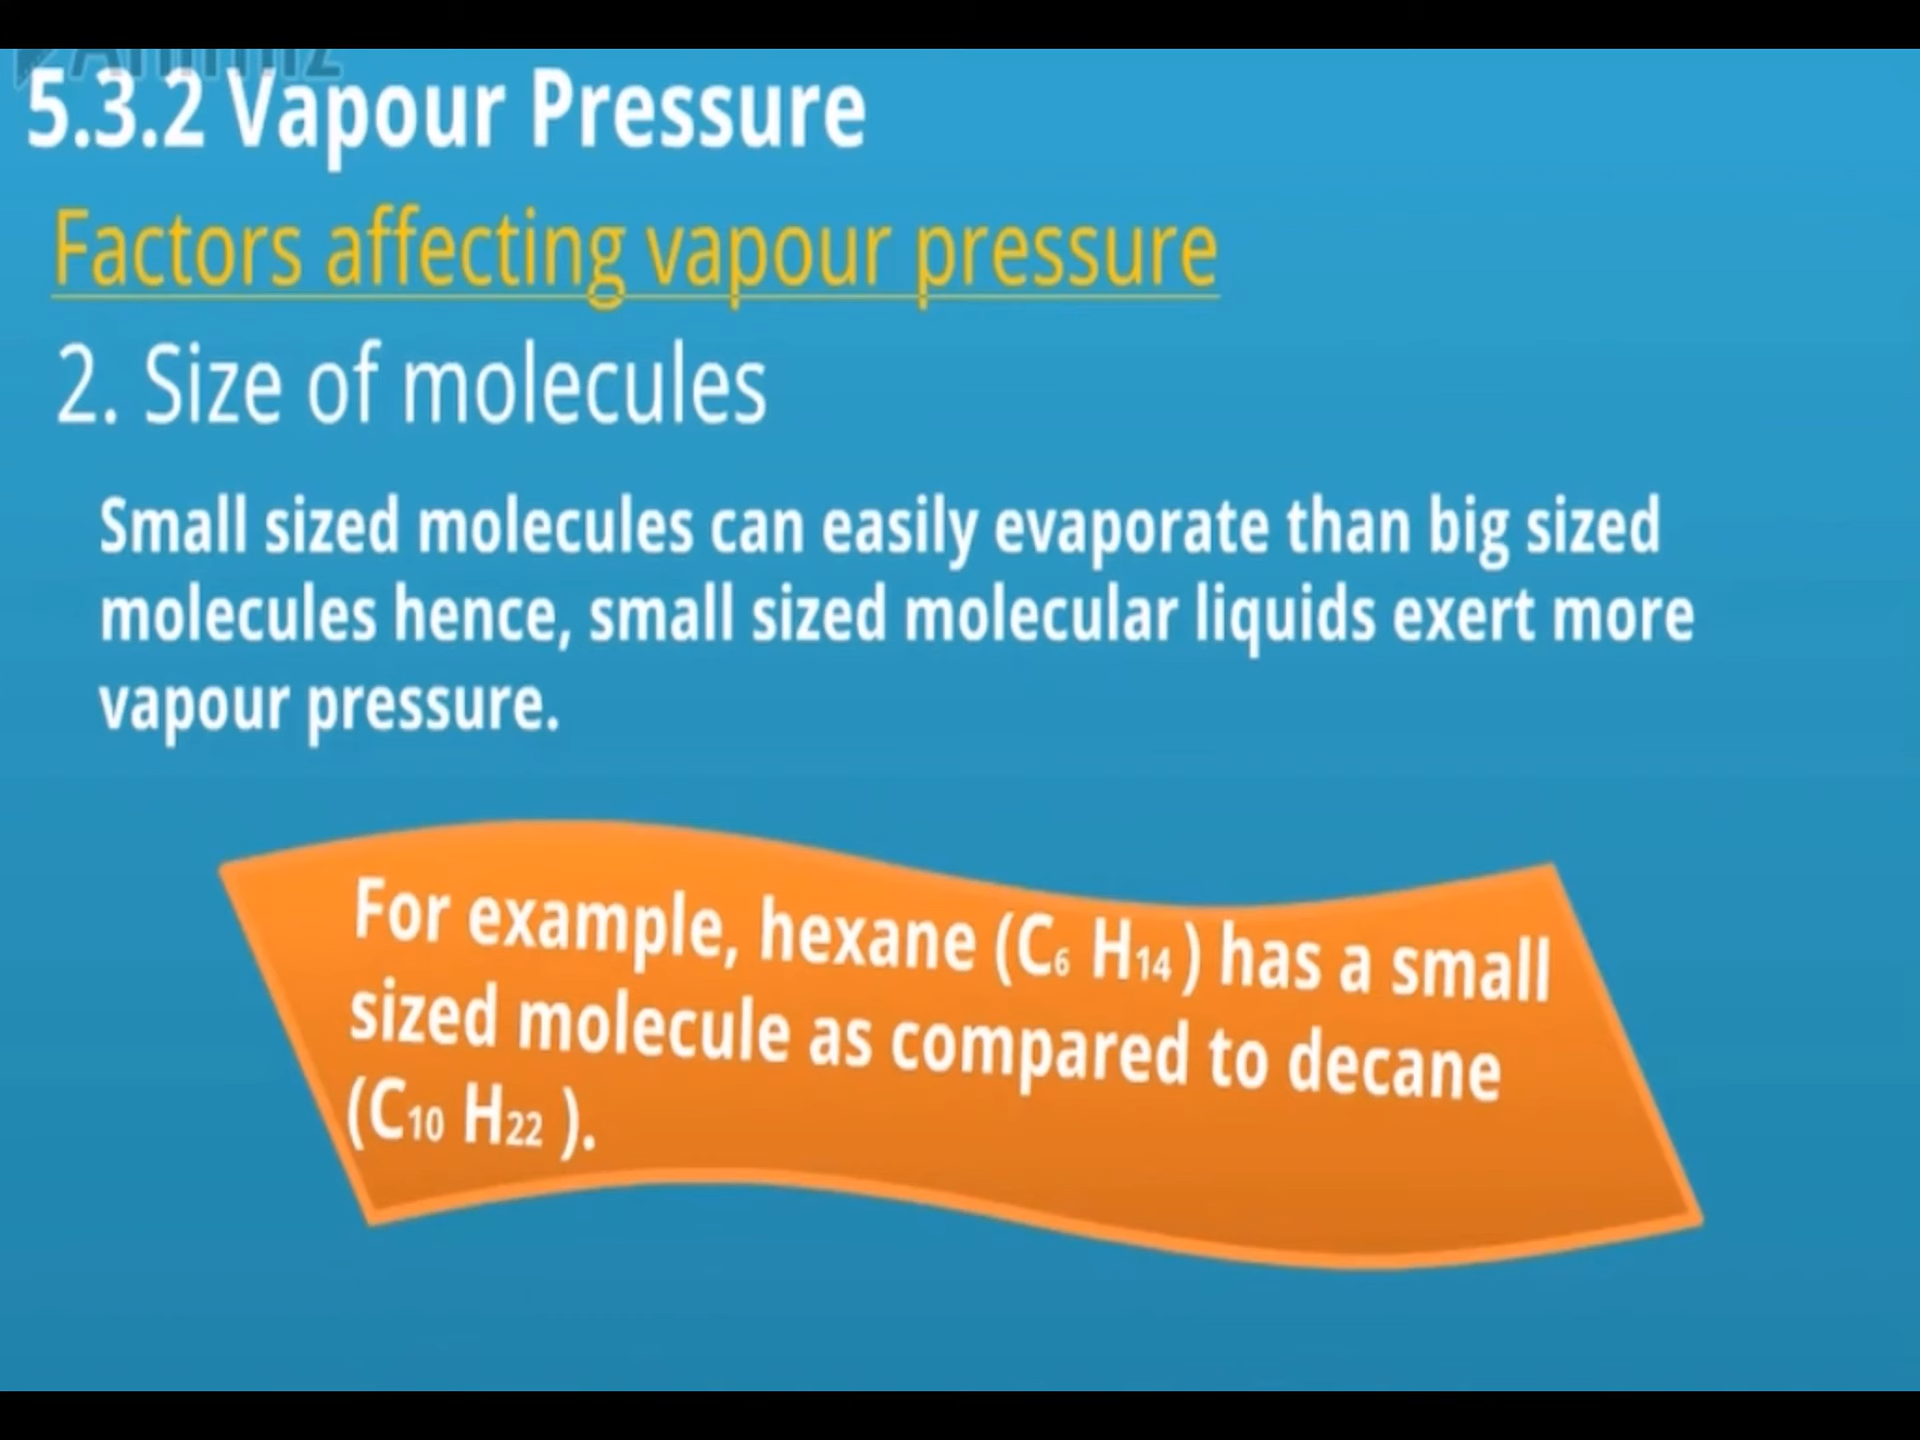 5.3.2 Vapour Pressure
Factors affecting vapour pressure
2. Size of molecules
Small sized molecules can easily evaporate than big sized
molecules hence, small sized molecular liquids exert more
vapour pressure.
For example, hexane (C₆ H₁₄) has a small
sized molecule as compared to decane
(C₁₀ H₂₂ ).